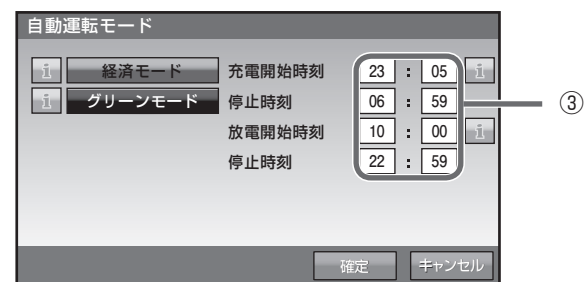 自動運転モード
i 経済モード 充電開始時刻 23 : 05 i
i グリーンモード 停止時刻 06 : 59 ③
放電開始時刻 10 : 00 i
停止時刻 22 : 59
確定 キャンセル